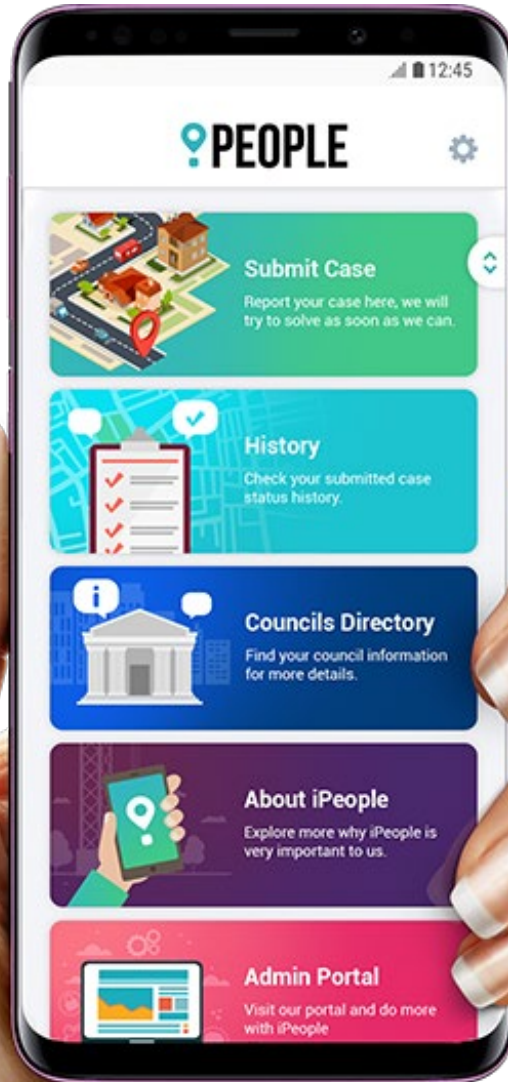 12:45
PEOPLE
Submit Case
Report your case here, we will
try to solve as soon as we can.
History
Check your submitted case
status history.
i
Councils Directory
Find your council information
for more details.
About iPeople
Explore more why iPeople is
very important to us.
Admin Portal
Visit our portal and do more
with iPeople